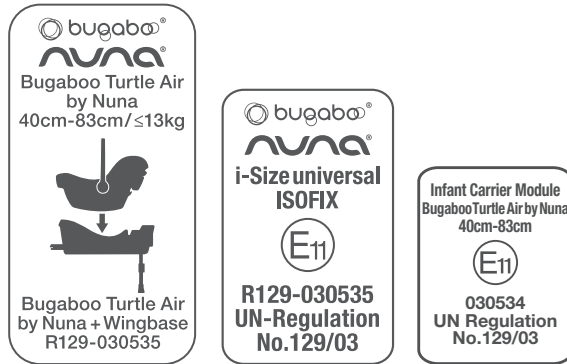 bugaboo®
nuna®
Bugaboo Turtle Air
by Nuna
40cm-83cm/≤13kg
Bugaboo Turtle Air
by Nuna + Wingbase
R129-030535
bugaboo®
nuna®
i-Size universal
ISOFIX
E11
R129-030535
UN-Regulation
No.129/03
Infant Carrier Module
Bugaboo Turtle Air by Nuna
40cm-83cm
E11
030534
UN Regulation
No.129/03